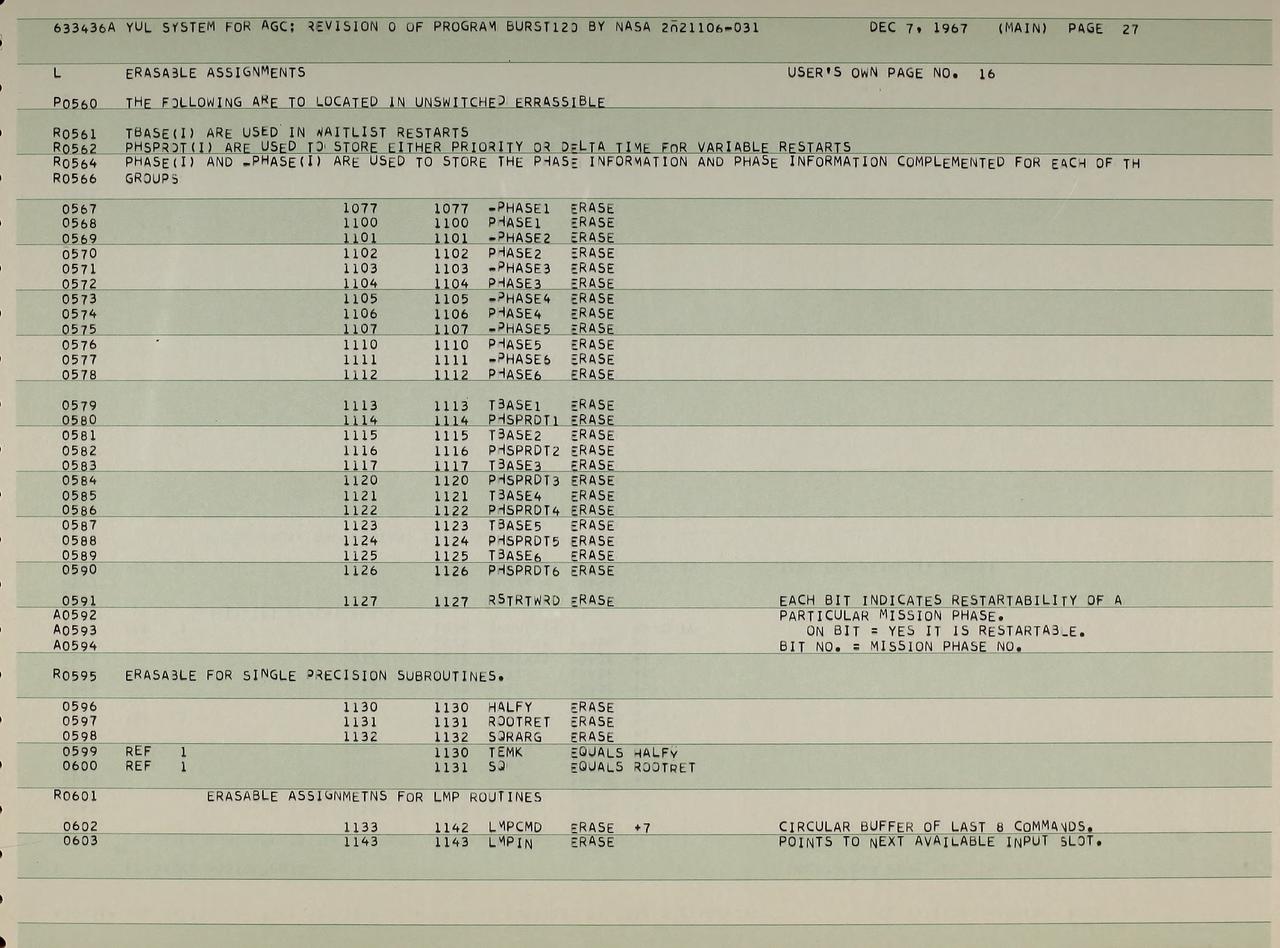 633436A YUL SYSTEM FOR AGC; REVISION 0 OF PROGRAM BURST120 BY NASA 2021106-031 DEC 7, 1967 (MAIN) PAGE 27
L ERASABLE ASSIGNMENTS USER'S OWN PAGE NO. 16
P0560 THE FOLLOWING ARE TO LOCATED IN UNSWITCHED ERRASSIBLE
R0561 TBASE(I) ARE USED IN WAITLIST RESTARTS
R0562 PHSPRDT(I) ARE USED TO STORE EITHER PRIORITY OR DELTA TIME FOR VARIABLE RESTARTS
R0564 PHASE(I) AND -PHASE(I) ARE USED TO STORE THE PHASE INFORMATION AND PHASE INFORMATION COMPLEMENTED FOR EACH OF TH
R0566 GROUPS
0567 1077 1077 -PHASE1 ERASE
0568 1100 1100 PHASE1 ERASE
0569 1101 1101 -PHASE2 ERASE
0570 1102 1102 PHASE2 ERASE
0571 1103 1103 -PHASE3 ERASE
0572 1104 1104 PHASE3 ERASE
0573 1105 1105 -PHASE4 ERASE
0574 1106 1106 PHASE4 ERASE
0575 1107 1107 -PHASE5 ERASE
0576 1110 1110 PHASE5 ERASE
0577 1111 1111 -PHASE6 ERASE
0578 1112 1112 PHASE6 ERASE
0579 1113 1113 TBASE1 ERASE
0580 1114 1114 PHSPRDT1 ERASE
0581 1115 1115 TBASE2 ERASE
0582 1116 1116 PHSPRDT2 ERASE
0583 1117 1117 TBASE3 ERASE
0584 1120 1120 PHSPRDT3 ERASE
0585 1121 1121 TBASE4 ERASE
0586 1122 1122 PHSPRDT4 ERASE
0587 1123 1123 TBASE5 ERASE
0588 1124 1124 PHSPRDT5 ERASE
0589 1125 1125 TBASE6 ERASE
0590 1126 1126 PHSPRDT6 ERASE
0591 1127 1127 RSTRTWRD ERASE EACH BIT INDICATES RESTARTABILITY OF A
A0592 PARTICULAR MISSION PHASE.
A0593 ON BIT = YES IT IS RESTARTABLE.
A0594 BIT NO. = MISSION PHASE NO.
R0595 ERASABLE FOR SINGLE PRECISION SUBROUTINES.
0596 1130 1130 HALFY ERASE
0597 1131 1131 ROOTRET ERASE
0598 1132 1132 SQRARG ERASE
0599 REF 1 1130 TEMK EQUALS HALFY
0600 REF 1 1131 SQ EQUALS ROOTRET
R0601 ERASABLE ASSIGNMETNS FOR LMP ROUTINES
0602 1133 1142 LMPCMD ERASE +7 CIRCULAR BUFFER OF LAST 8 COMMANDS.
0603 1143 1143 LMPIN ERASE POINTS TO NEXT AVAILABLE INPUT SLOT.